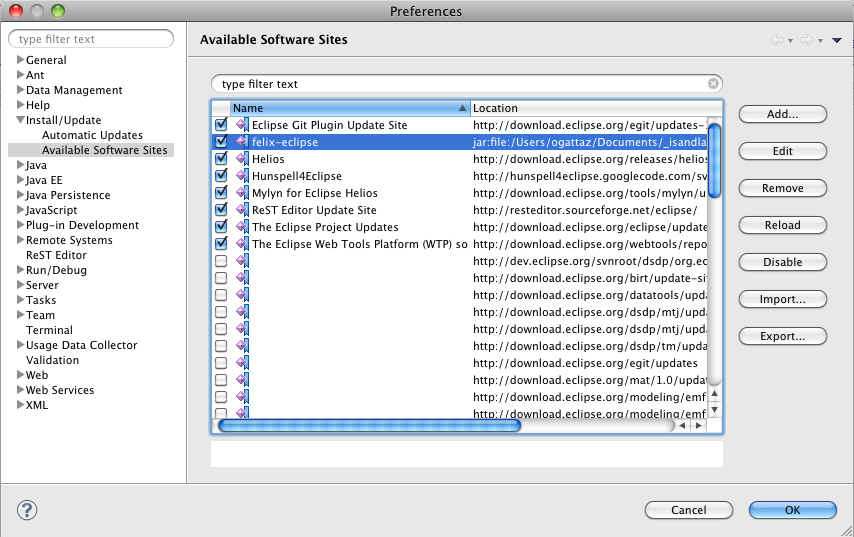 Preferences
type filter text
General
Ant
Data Management
Help
Install/Update
Automatic Updates
Available Software Sites
Java
Java EE
Java Persistence
JavaScript
Plug-in Development
Remote Systems
ReST Editor
Run/Debug
Server
Tasks
Team
Terminal
Usage Data Collector
Validation
Web
Web Services
XML
Available Software Sites
type filter text
Name Location
Eclipse Git Plugin Update Site http://download.eclipse.org/egit/updates-
felix-eclipse jar:file:/Users/ogattaz/Documents/_isandla
Helios http://download.eclipse.org/releases/helios
Hunspell4Eclipse http://hunspell4eclipse.googlecode.com/sv
Mylyn for Eclipse Helios http://download.eclipse.org/tools/mylyn/u
ReST Editor Update Site http://resteditor.sourceforge.net/eclipse/
The Eclipse Project Updates http://download.eclipse.org/eclipse/update
The Eclipse Web Tools Platform (WTP) so http://download.eclipse.org/webtools/repo
http://dev.eclipse.org/svnroot/dsdp/org.ec
http://download.eclipse.org/birt/update-si
http://download.eclipse.org/datatools/upda
http://download.eclipse.org/dsdp/mtj/upda
http://download.eclipse.org/dsdp/mtj/upda
http://download.eclipse.org/dsdp/tm/upda
http://download.eclipse.org/egit/updates
http://download.eclipse.org/mat/1.0/updat
http://download.eclipse.org/modeling/emf
http://download.eclipse.org/modeling/emf
Add...
Edit
Remove
Reload
Disable
Import...
Export...
?
Cancel
OK